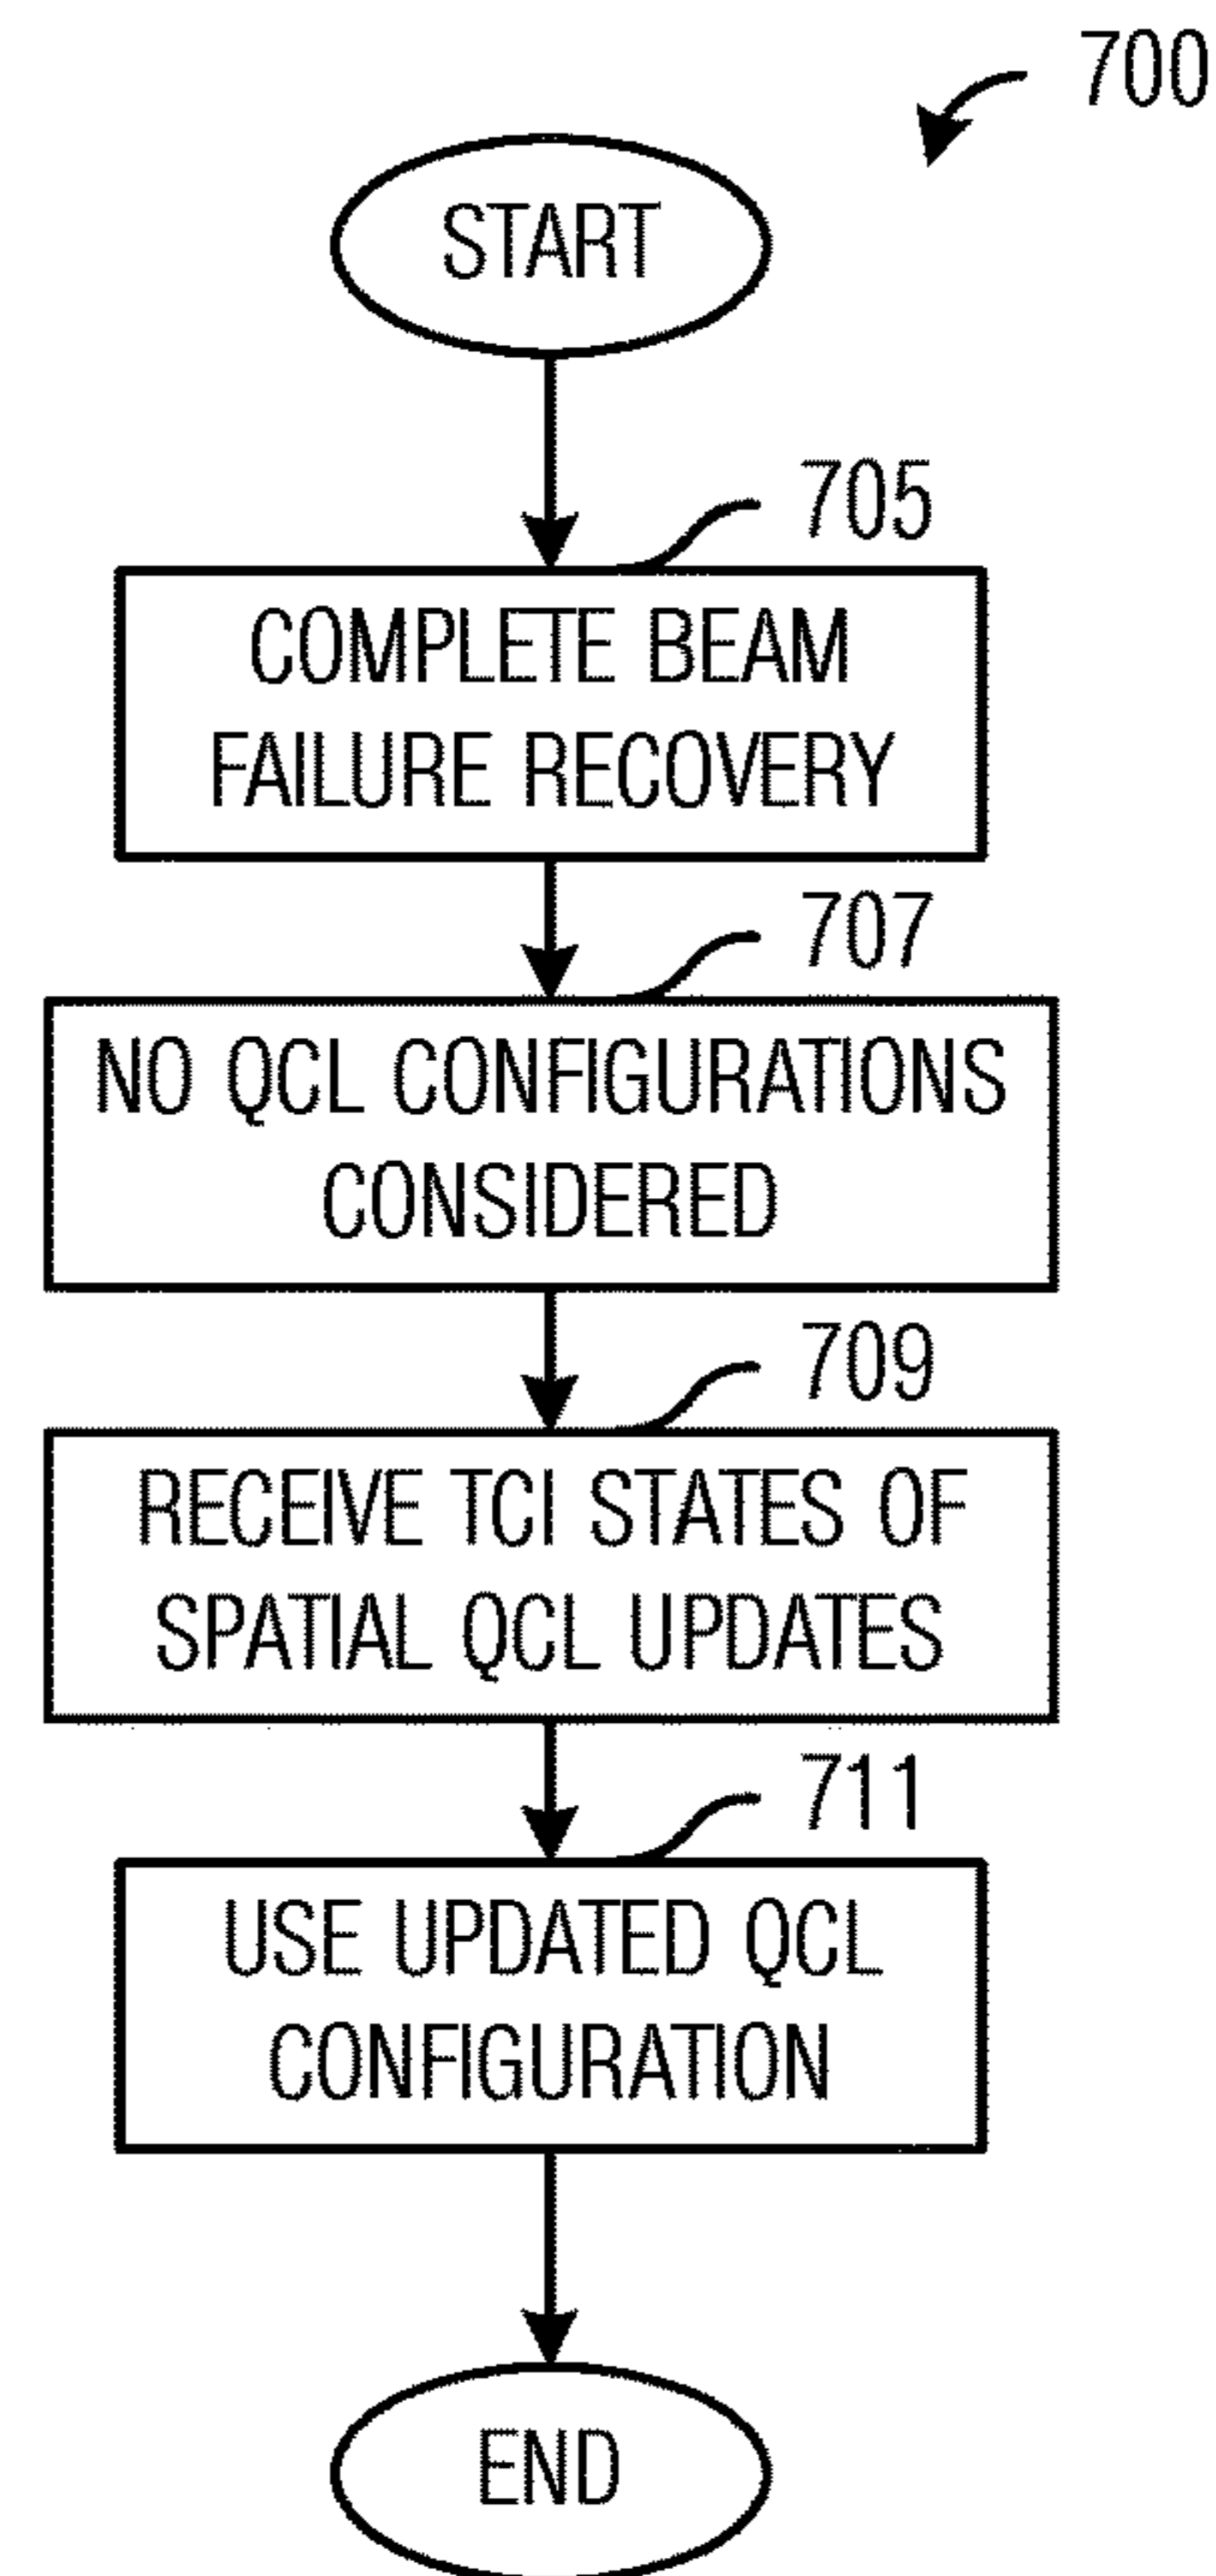 700
START
705
COMPLETE BEAM
FAILURE RECOVERY
707
NO QCL CONFIGURATIONS
CONSIDERED
709
RECEIVE TCI STATES OF
SPATIAL QCL UPDATES
711
USE UPDATED QCL
CONFIGURATION
END